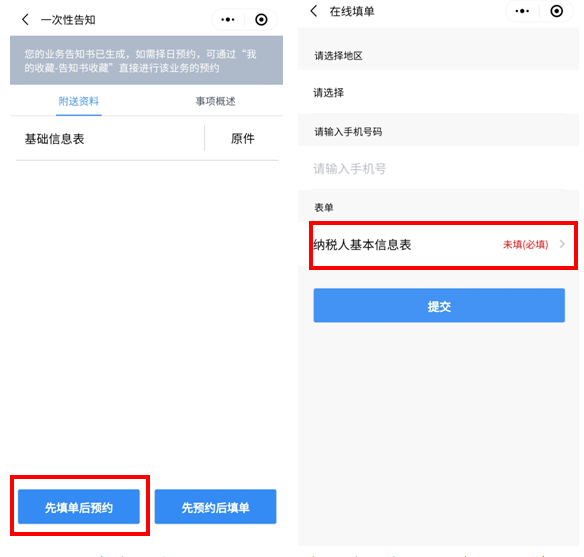 一次性告知
您的业务告知书已生成，如需择日预约，可通过“我
的收藏-告知书收藏”直接进行该业务的预约
附送资料
事项概述
基础信息表
原件
先填单后预约
先预约后填单
在线填单
请选择地区
请选择
请输入手机号码
请输入手机号
表单
纳税人基本信息表
未填(必填)
提交